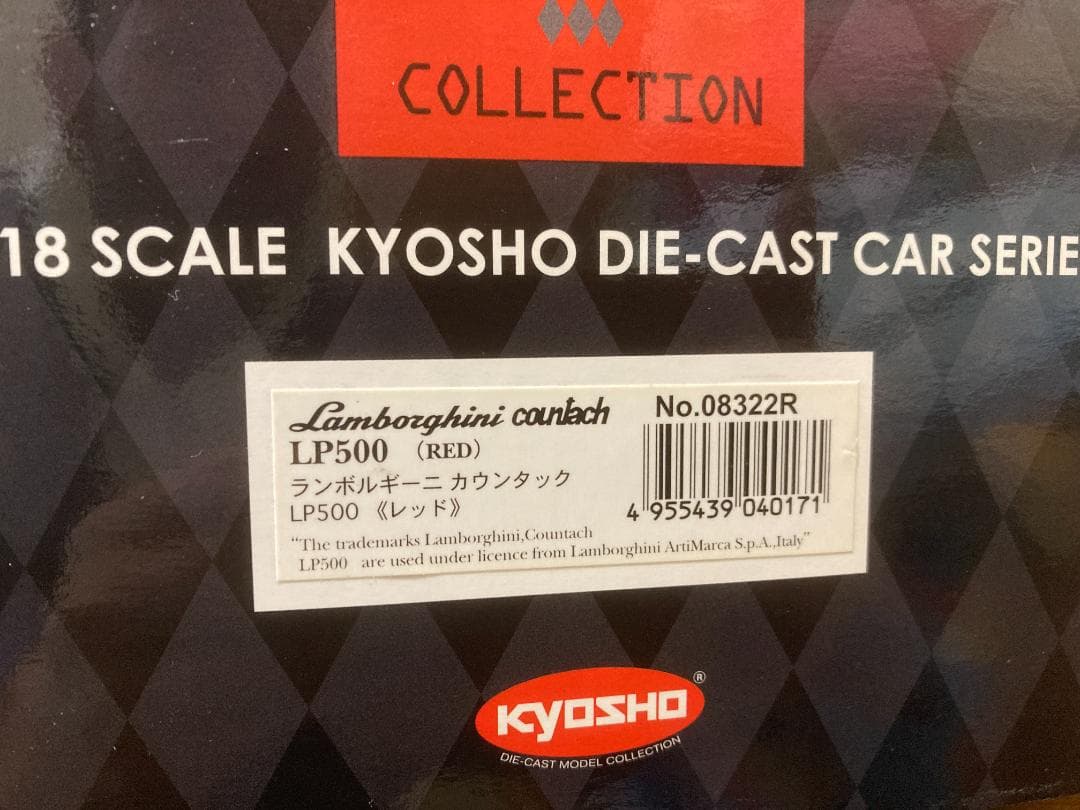 COLLECTION
18 SCALE KYOSHO DIE-CAST CAR SERIE
Lamborghini countach No.08322R
LP500 (RED)
ランボルギーニ カウンタック
LP500 《レッド》
4 955439 040171
"The trademarks Lamborghini,Countach
LP500 are used under licence from Lamborghini ArtiMarca S.p.A.,Italy"
KYOSHO ®
DIE-CAST MODEL COLLECTION